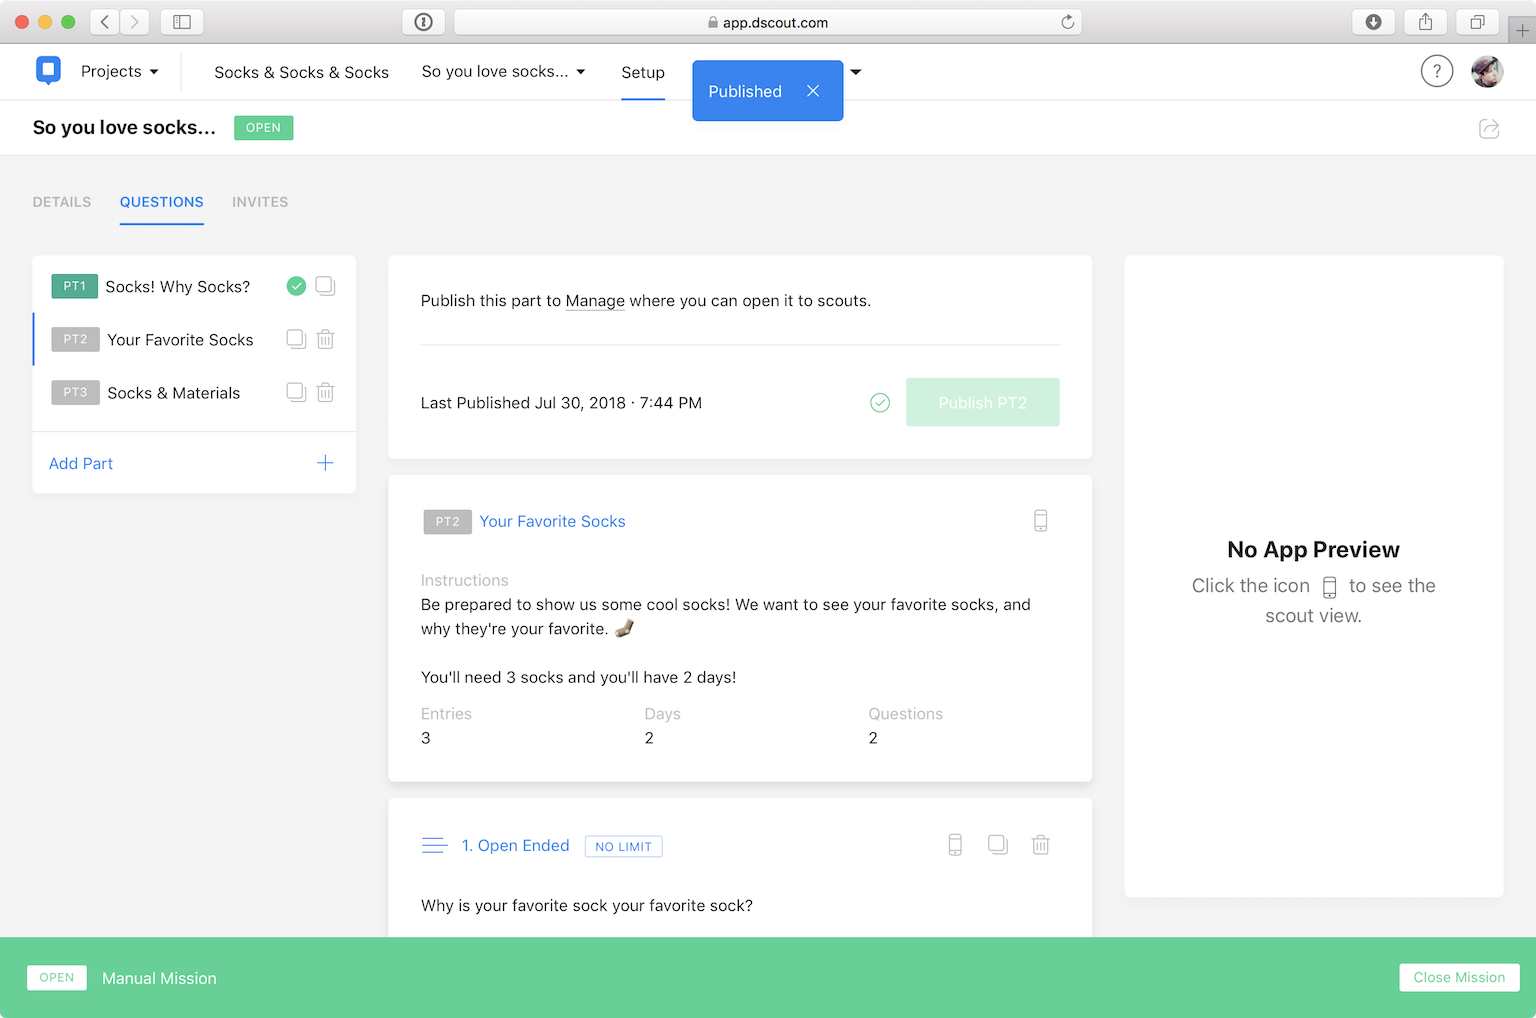 app.dscout.com
Projects
Socks & Socks & Socks
So you love socks...
Setup
Published
?
So you love socks...
OPEN
DETAILS
QUESTIONS
INVITES
PT1 Socks! Why Socks?
PT2 Your Favorite Socks
PT3 Socks & Materials
Add Part
Publish this part to Manage where you can open it to scouts.
Last Published Jul 30, 2018 · 7:44 PM
Publish PT2
PT2 Your Favorite Socks
Instructions
Be prepared to show us some cool socks! We want to see your favorite socks, and
why they're your favorite. 🧦
You'll need 3 socks and you'll have 2 days!
Entries
3
Days
2
Questions
2
1. Open Ended
NO LIMIT
Why is your favorite sock your favorite sock?
No App Preview
Click the icon to see the
scout view.
OPEN
Manual Mission
Close Mission